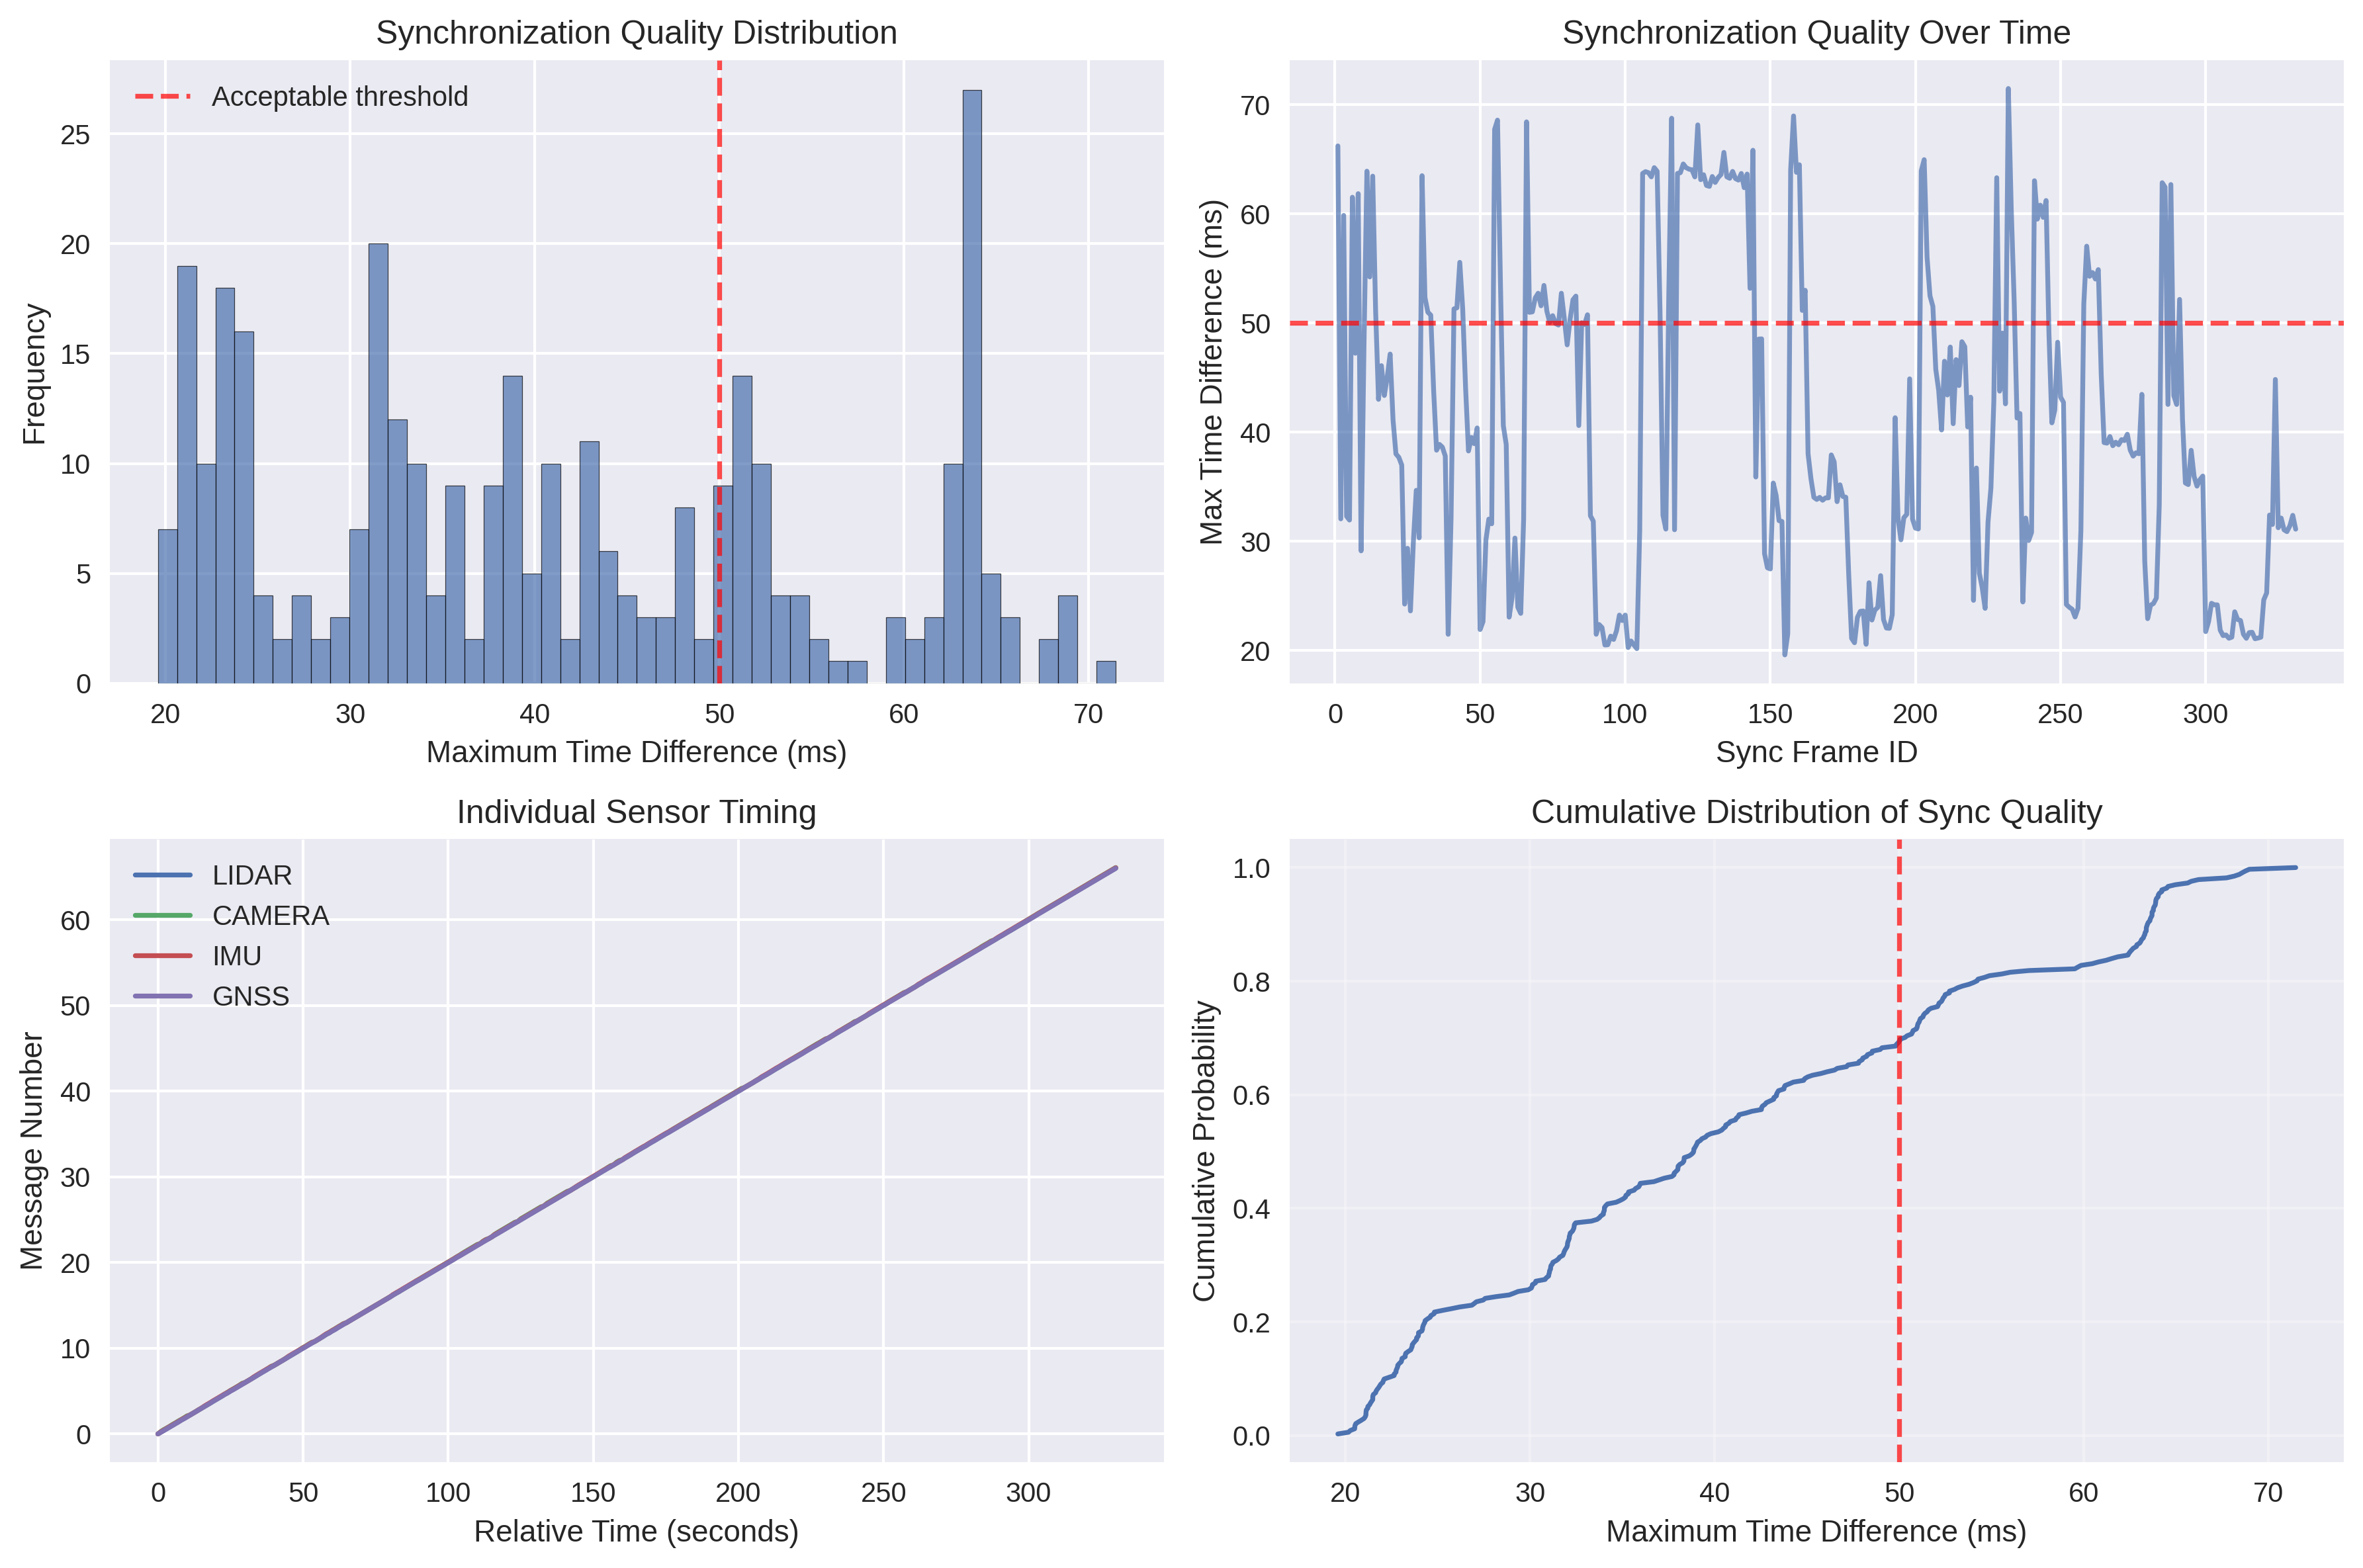 Synchronization Quality Distribution
Acceptable threshold
Frequency
25
20
15
10
5
0
20 30 40 50 60 70
Maximum Time Difference (ms)
Synchronization Quality Over Time
Max Time Difference (ms)
70
60
50
40
30
20
0 50 100 150 200 250 300
Sync Frame ID
Individual Sensor Timing
LIDAR
CAMERA
IMU
GNSS
Message Number
60
50
40
30
20
10
0
0 50 100 150 200 250 300
Relative Time (seconds)
Cumulative Distribution of Sync Quality
Cumulative Probability
1.0
0.8
0.6
0.4
0.2
0.0
20 30 40 50 60 70
Maximum Time Difference (ms)